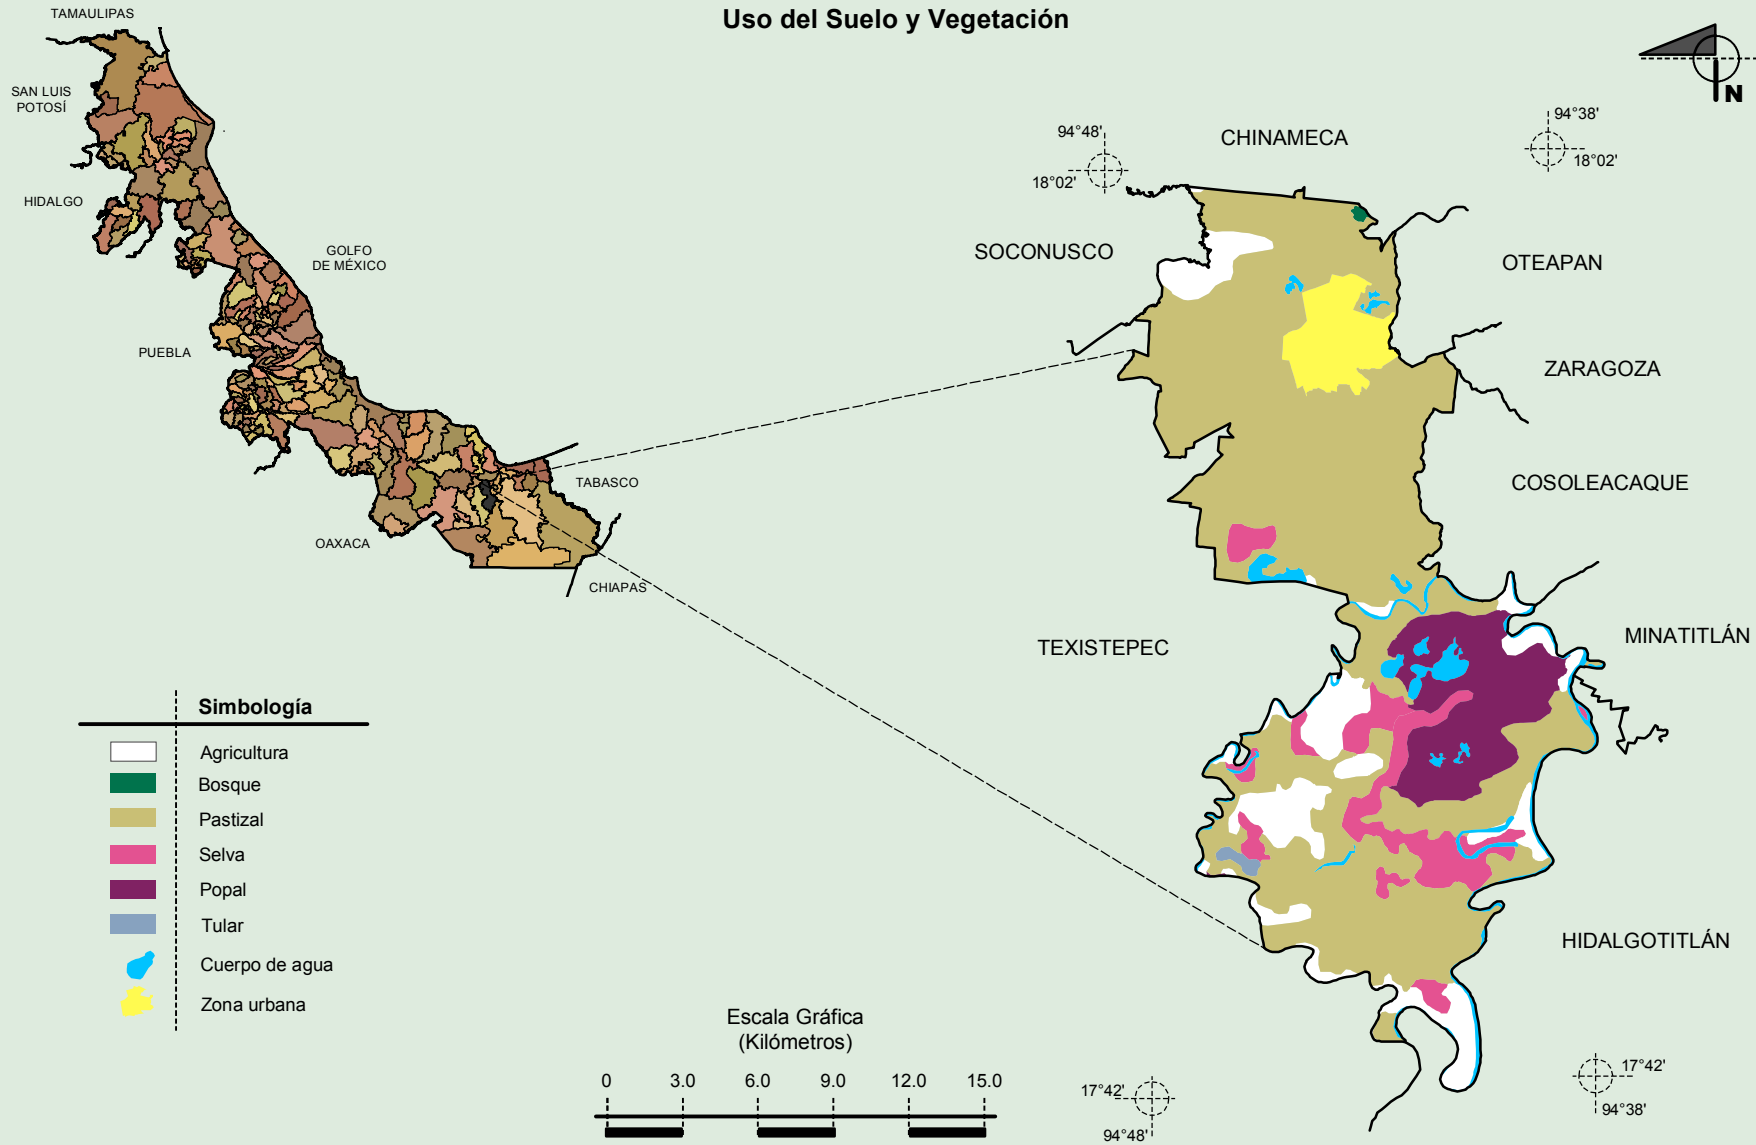 Uso del Suelo y Vegetación
TAMAULIPAS
SAN LUIS
POTOSÍ
HIDALGO
GOLFO
DE MÉXICO
PUEBLA
TABASCO
OAXACA
CHIAPAS
N
94°48'
18°02'
94°38'
18°02'
CHINAMECA
SOCONUSCO
OTEAPAN
ZARAGOZA
COSOLEACAQUE
MINATITLÁN
TEXISTEPEC
HIDALGOTITLÁN
17°42'
94°48'
17°42'
94°38'
Simbología
Agricultura
Bosque
Pastizal
Selva
Popal
Tular
Cuerpo de agua
Zona urbana
Escala Gráfica
(Kilómetros)
0 3.0 6.0 9.0 12.0 15.0